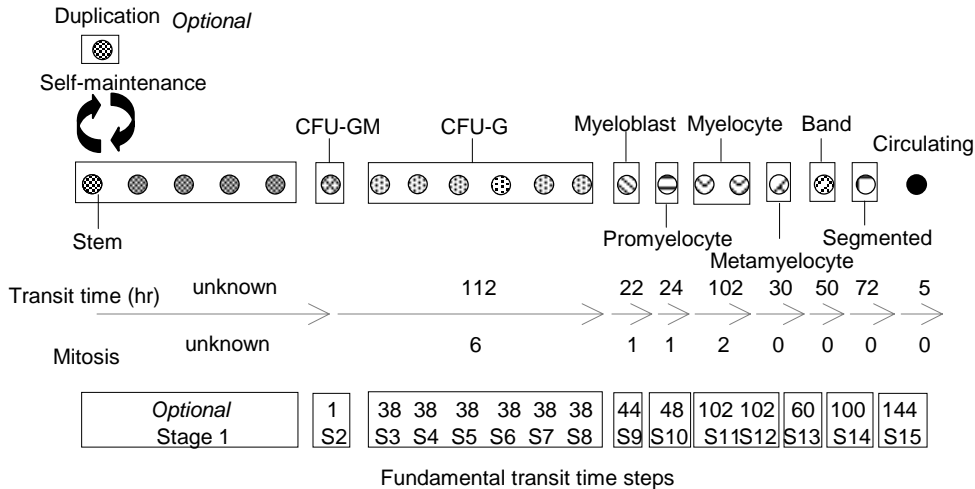 Duplication Optional
Self-maintenance
CFU-GM CFU-G Myeloblast Myelocyte Band
Circulating
Stem
Promyelocyte Segmented
Metamyelocyte
Transit time (hr) unknown 112 22 24 102 30 50 72 5
Mitosis unknown 6 1 1 2 0 0 0 0
Optional 1 38 38 38 38 38 38 44 48 102 102 60 100 144
Stage 1 S2 S3 S4 S5 S6 S7 S8 S9 S10 S11 S12 S13 S14 S15
Fundamental transit time steps